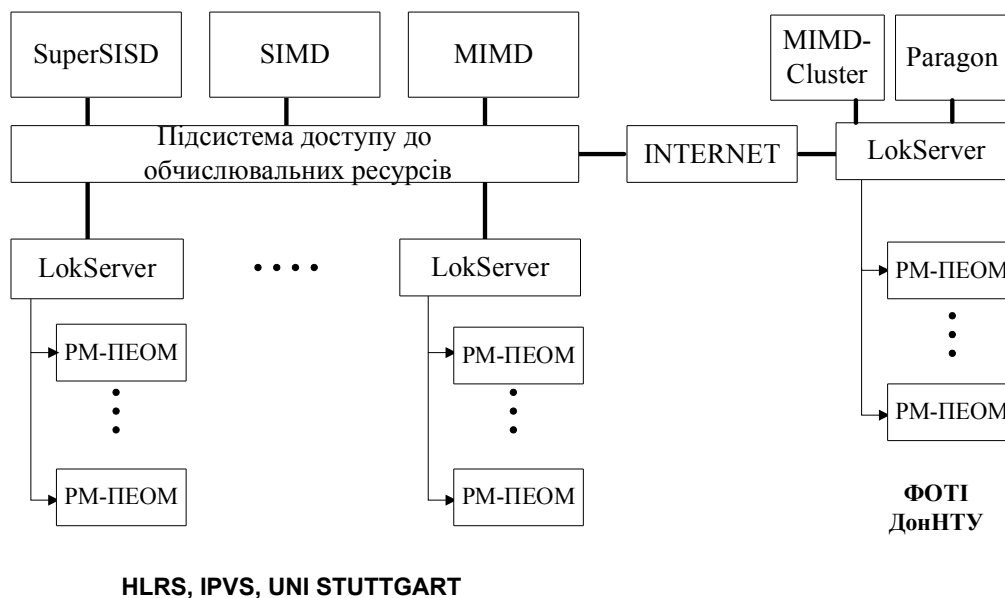 SuperSISD
SIMD
MIMD
MIMD-
Cluster
Paragon
Підсистема доступу до
обчислювальних ресурсів
INTERNET
LokServer
LokServer
LokServer
РМ-ПЕОМ
РМ-ПЕОМ
РМ-ПЕОМ
РМ-ПЕОМ
РМ-ПЕОМ
РМ-ПЕОМ
ФОТІ
ДонНТУ
HLRS, IPVS, UNI STUTTGART